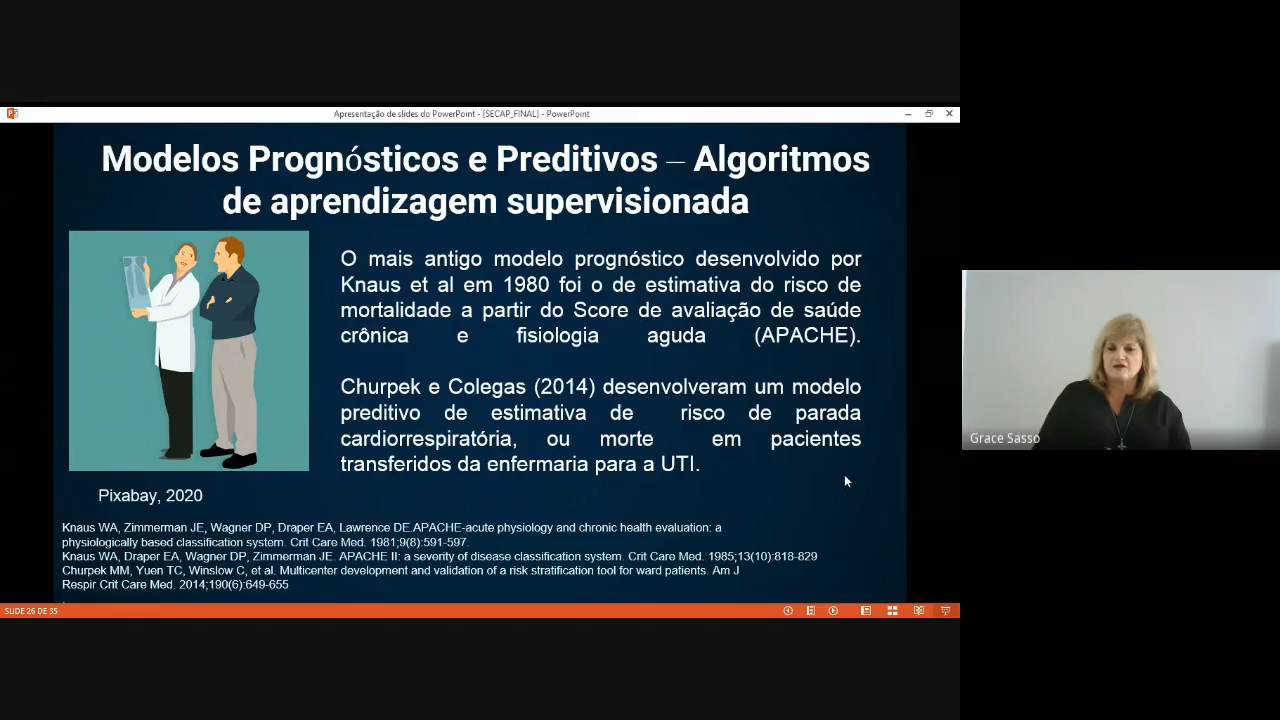 Apresentação de slides do PowerPoint - [SECAP_FINAL] - PowerPoint
Modelos Prognósticos e Preditivos – Algoritmos
de aprendizagem supervisionada
O mais antigo modelo prognóstico desenvolvido por
Knaus et al em 1980 foi o de estimativa do risco de
mortalidade a partir do Score de avaliação de saúde
crônica e fisiologia aguda (APACHE).
Churpek e Colegas (2014) desenvolveram um modelo
preditivo de estimativa de risco de parada
cardiorrespiratória, ou morte em pacientes
transferidos da enfermaria para a UTI.
Pixabay, 2020
Knaus WA, Zimmerman JE, Wagner DP, Draper EA, Lawrence DE.APACHE-acute physiology and chronic health evaluation: a
physiologically based classification system. Crit Care Med. 1981;9(8):591-597.
Knaus WA, Draper EA, Wagner DP, Zimmerman JE. APACHE II: a severity of disease classification system. Crit Care Med. 1985;13(10):818-829
Churpek MM, Yuen TC, Winslow C, et al. Multicenter development and validation of a risk stratification tool for ward patients. Am J
Respir Crit Care Med. 2014;190(6):649-655
SLIDE 26 DE 35
Grace Sasso